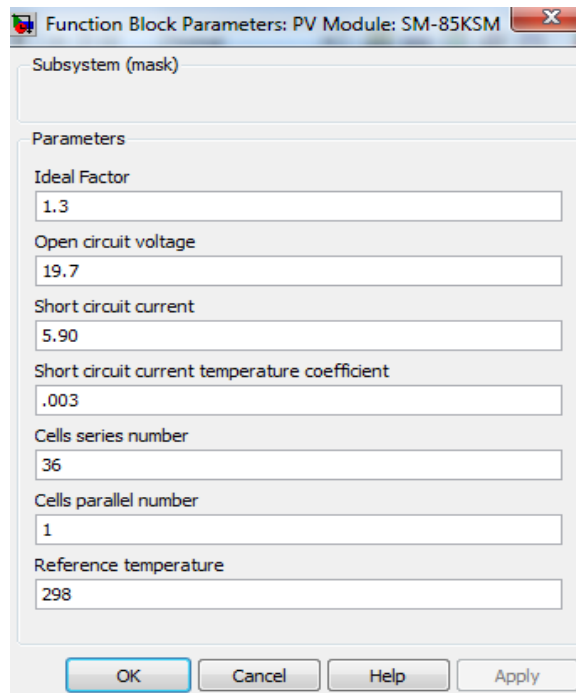 Function Block Parameters: PV Module: SM-85KSM
Subsystem (mask)
Parameters
Ideal Factor
1.3
Open circuit voltage
19.7
Short circuit current
5.90
Short circuit current temperature coefficient
.003
Cells series number
36
Cells parallel number
1
Reference temperature
298
OK Cancel Help Apply